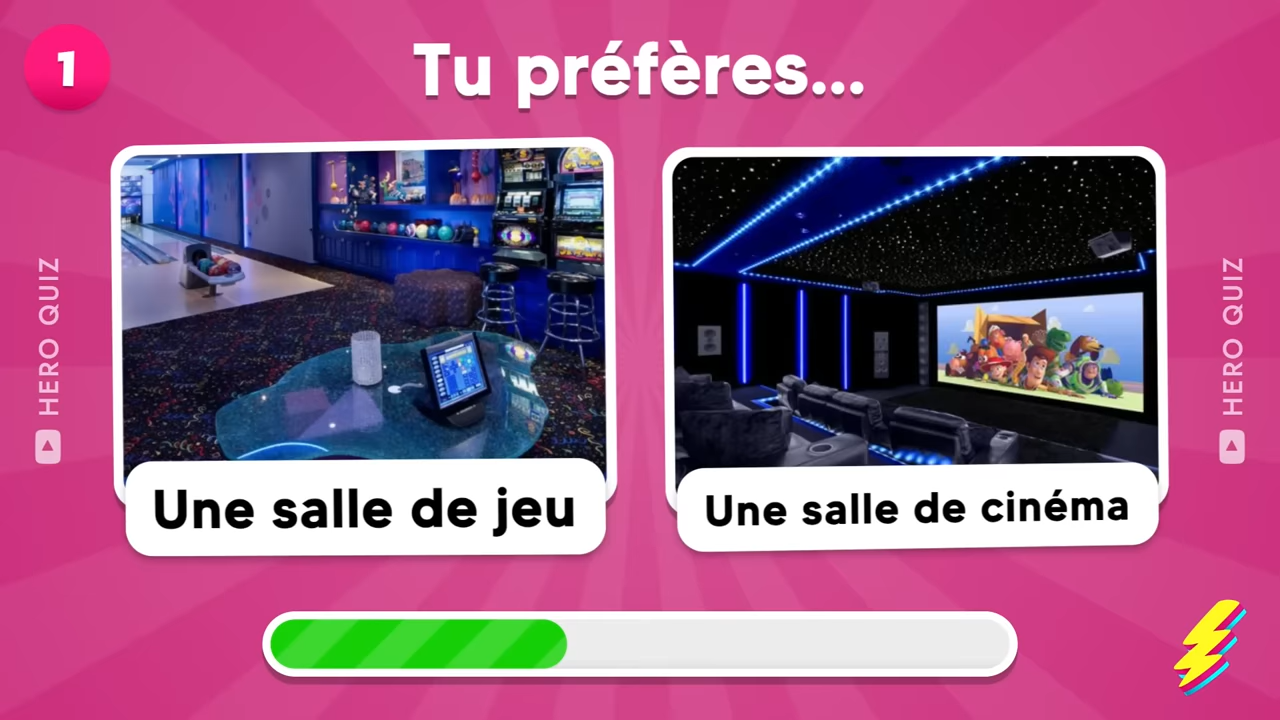 1
Tu préfères...
HERO QUIZ
Une salle de jeu
Une salle de cinéma
HERO QUIZ